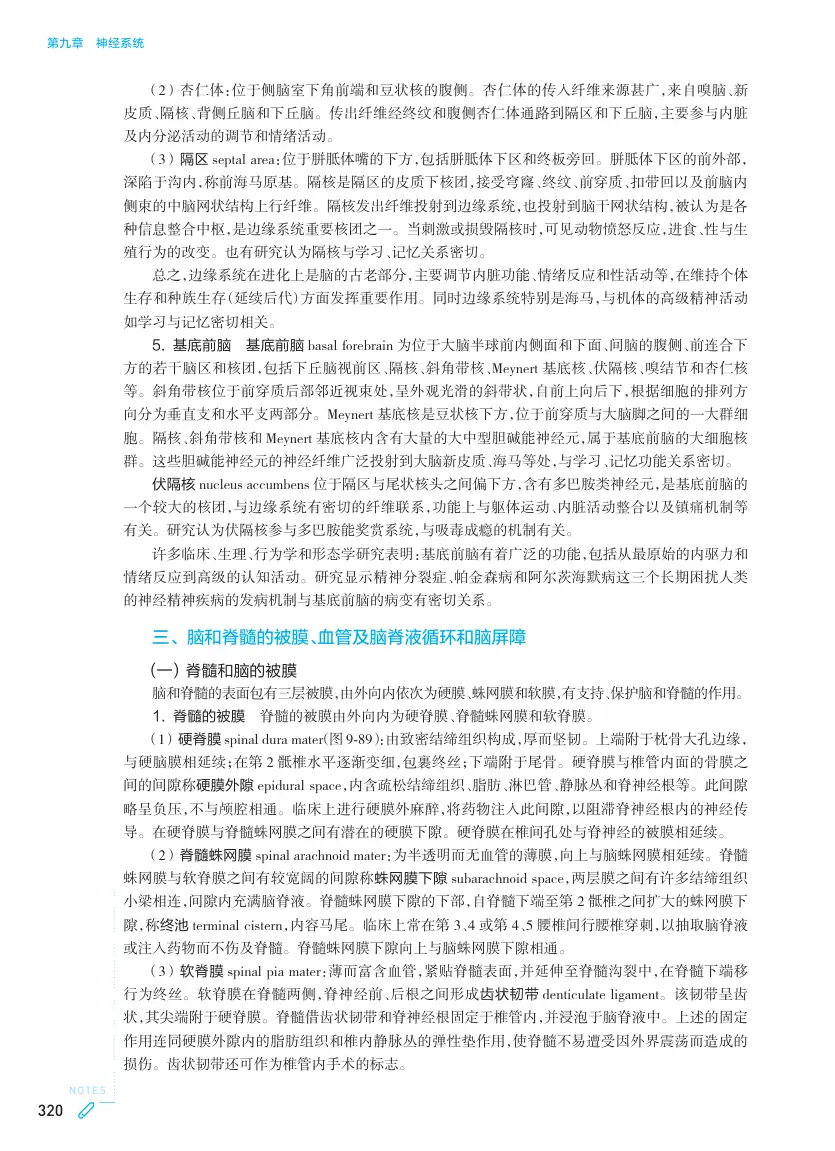 第九章 神经系统
（2）杏仁体：位于侧脑室下角前端和豆状核的腹侧。杏仁体的传入纤维来源甚广，来自嗅脑、新
皮质、隔核、背侧丘脑和下丘脑。传出纤维经终纹和腹侧杏仁体通路到隔区和下丘脑，主要参与内脏
及内分泌活动的调节和情绪活动。
（3）隔区 septal area：位于胼胝体嘴的下方，包括胼胝体下区和终板旁回。胼胝体下区的前外部，
深陷于沟内，称前海马原基。隔核是隔区的皮质下核团，接受穹窿、终纹、前穿质、扣带回以及前脑内
侧束的中脑网状结构上行纤维。隔核发出纤维投射到边缘系统，也投射到脑干网状结构，被认为是各
种信息整合中枢，是边缘系统重要核团之一。当刺激或损毁隔核时，可见动物愤怒反应，进食、性与生
殖行为的改变。也有研究认为隔核与学习、记忆关系密切。
总之，边缘系统在进化上是脑的古老部分，主要调节内脏功能、情绪反应和性活动等，在维持个体
生存和种族生存（延续后代）方面发挥重要作用。同时边缘系统特别是海马，与机体的高级精神活动
如学习与记忆密切相关。
5. 基底前脑 基底前脑 basal forebrain 为位于大脑半球前内侧面和下面、间脑的腹侧、前连合下
方的若干脑区和核团，包括下丘脑视前区、隔核、斜角带核、Meynert 基底核、伏隔核、嗅结节和杏仁核
等。斜角带核位于前穿质后部邻近视束处，呈外观光滑的斜带状，自前上向后下，根据细胞的排列方
向分为垂直支和水平支两部分。Meynert 基底核是豆状核下方，位于前穿质与大脑脚之间的一大群细
胞。隔核、斜角带核和 Meynert 基底核内含有大量的大中型胆碱能神经元，属于基底前脑的大细胞核
群。这些胆碱能神经元的神经纤维广泛投射到大脑新皮质、海马等处，与学习、记忆功能关系密切。
伏隔核 nucleus accumbens 位于隔区与尾状核头之间偏下方，含有多巴胺类神经元，是基底前脑的
一个较大的核团，与边缘系统有密切的纤维联系，功能上与躯体运动、内脏活动整合以及镇痛机制等
有关。研究认为伏隔核参与多巴胺能奖赏系统，与吸毒成瘾的机制有关。
许多临床、生理、行为学和形态学研究表明：基底前脑有着广泛的功能，包括从最原始的内驱力和
情绪反应到高级的认知活动。研究显示精神分裂症、帕金森病和阿尔茨海默病这三个长期困扰人类
的神经精神疾病的发病机制与基底前脑的病变有密切关系。
三、脑和脊髓的被膜、血管及脑脊液循环和脑屏障
（一）脊髓和脑的被膜
脑和脊髓的表面包有三层被膜，由外向内依次为硬膜、蛛网膜和软膜，有支持、保护脑和脊髓的作用。
1. 脊髓的被膜 脊髓的被膜由外向内为硬脊膜、脊髓蛛网膜和软脊膜。
（1）硬脊膜 spinal dura mater（图 9-89）：由致密结缔组织构成，厚而坚韧。上端附于枕骨大孔边缘，
与硬脑膜相延续；在第 2 骶椎水平逐渐变细，包裹终丝；下端附于尾骨。硬脊膜与椎管内面的骨膜之
间的间隙称硬膜外隙 epidural space，内含疏松结缔组织、脂肪、淋巴管、静脉丛和脊神经根等。此间隙
略呈负压，不与颅腔相通。临床上进行硬膜外麻醉，将药物注入此间隙，以阻滞脊神经根内的神经传
导。在硬脊膜与脊髓蛛网膜之间有潜在的硬膜下隙。硬脊膜在椎间孔处与脊神经的被膜相延续。
（2）脊髓蛛网膜 spinal arachnoid mater：为半透明而无血管的薄膜，向上与脑蛛网膜相延续。脊髓
蛛网膜与软脊膜之间有较宽阔的间隙称蛛网膜下隙 subarachnoid space，两层膜之间有许多结缔组织
小梁相连，间隙内充满脑脊液。脊髓蛛网膜下隙的下部，自脊髓下端至第 2 骶椎之间扩大的蛛网膜下
隙，称终池 terminal cistern，内容马尾。临床上常在第 3、4 或第 4、5 腰椎间行腰椎穿刺，以抽取脑脊液
或注入药物而不伤及脊髓。脊髓蛛网膜下隙向上与脑蛛网膜下隙相通。
（3）软脊膜 spinal pia mater：薄而富含血管，紧贴脊髓表面，并延伸至脊髓沟裂中，在脊髓下端移
行为终丝。软脊膜在脊髓两侧，脊神经前、后根之间形成齿状韧带 denticulate ligament。该韧带呈齿
状，其尖端附于硬脊膜。脊髓借齿状韧带和脊神经根固定于椎管内，并浸泡于脑脊液中。上述的固定
作用连同硬膜外隙内的脂肪组织和椎内静脉丛的弹性垫作用，使脊髓不易遭受因外界震荡而造成的
损伤。齿状韧带还可作为椎管内手术的标志。
NOTES
320